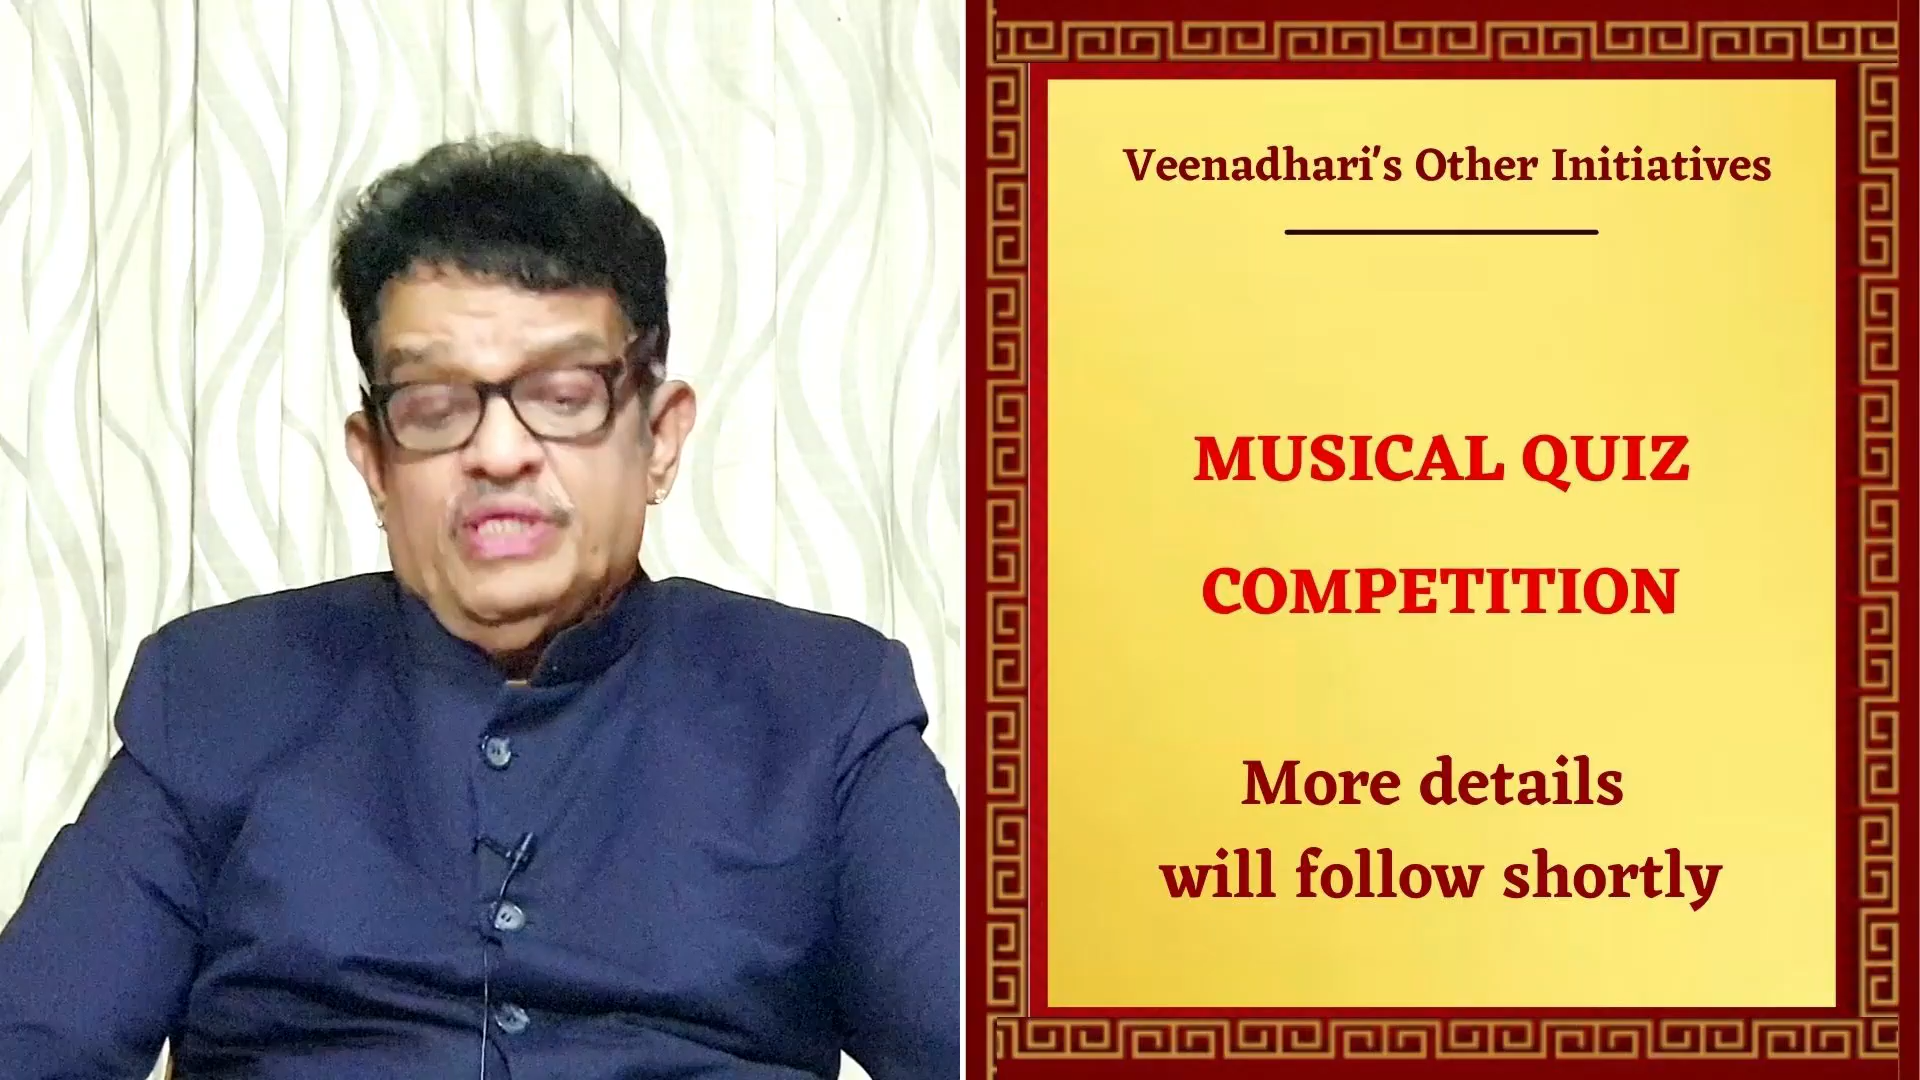 Veenadhari's Other Initiatives
MUSICAL QUIZ
COMPETITION
More details
will follow shortly